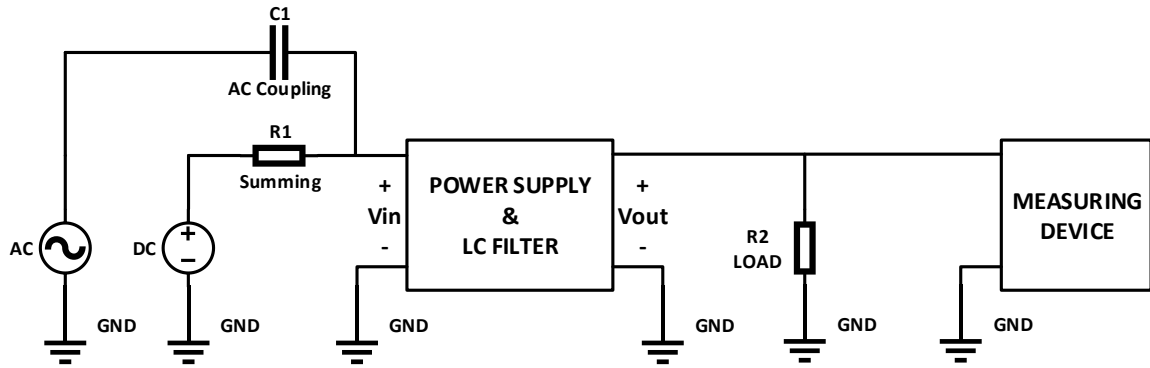 C1
AC Coupling
R1
Summing
+
Vin
-
POWER SUPPLY
&
LC FILTER
+
Vout
-
R2
LOAD
MEASURING
DEVICE
AC
DC
+
−
GND
GND
GND
GND
GND
GND